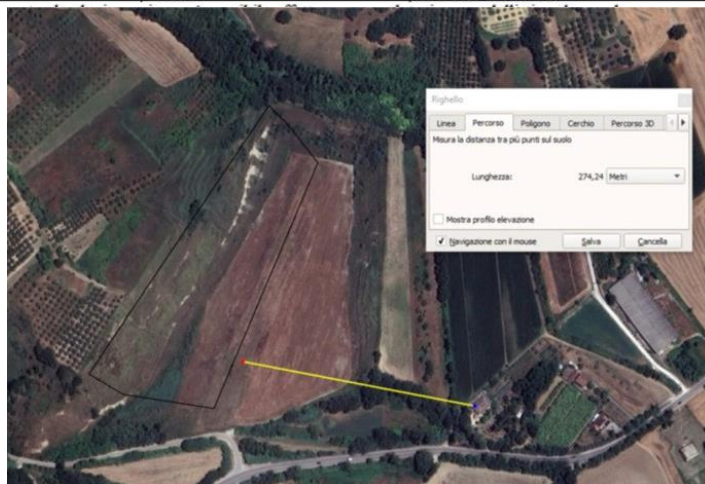 Righello
Linea Percorso Poligono Cerchio Percorso 3D
Misura la distanza tra più punti sul suolo
Lunghezza: 274,24 Metri
Mostra profilo elevazione
Navigazione con il mouse Salva Cancella